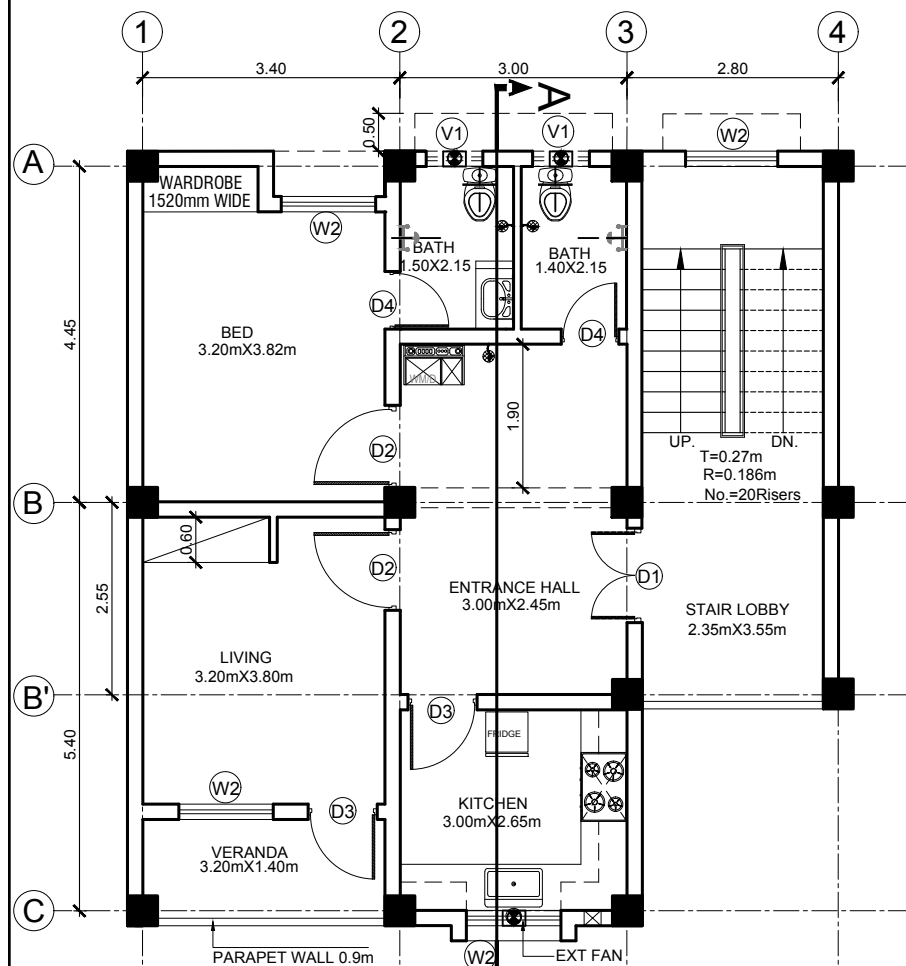 1
2
3
4
3.40
3.00
2.80
A
0.50
V1
V1
W2
A
WARDROBE
1520mm WIDE
W2
BATH
1.50X2.15
BATH
1.40X2.15
D4
D4
BED
3.20mX3.82m
4.45
WM/D
1.90
D2
UP.
DN.
T=0.27m
R=0.186m
No.=20Risers
B
0.60
D2
D1
2.55
ENTRANCE HALL
3.00mX2.45m
STAIR LOBBY
2.35mX3.55m
LIVING
3.20mX3.80m
B'
D3
FRIDGE
5.40
W2
D3
KITCHEN
3.00mX2.65m
VERANDA
3.20mX1.40m
C
PARAPET WALL 0.9m
W2
EXT FAN